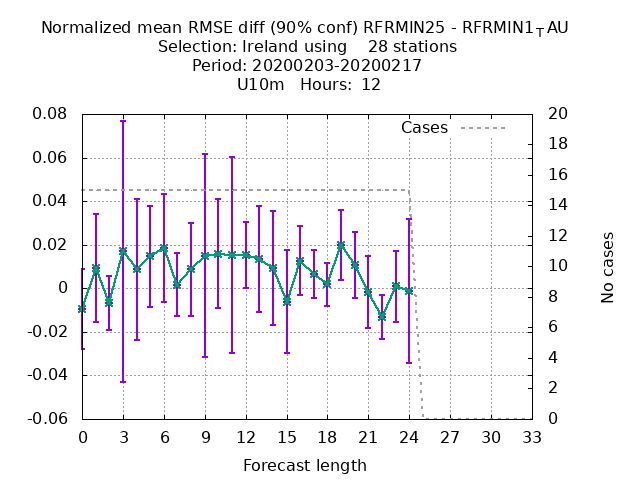 Normalized mean RMSE diff (90% conf) RFRMIN25 - RFRMIN1_TAU
Selection: Ireland using 28 stations
Period: 20200203-20200217
U10m Hours: 12
Cases
0.08
0.06
0.04
0.02
0
-0.02
-0.04
-0.06
20
18
16
14
12
10
8
6
4
2
0
No cases
0 3 6 9 12 15 18 21 24 27 30 33
Forecast length